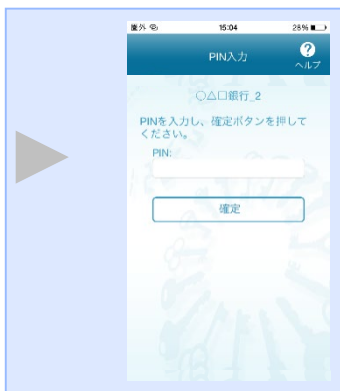 圏外 15:04 28%
PIN入力
?
ヘルプ
〇△口銀行_2
PINを入力し、確定ボタンを押して
ください。
PIN:
確定